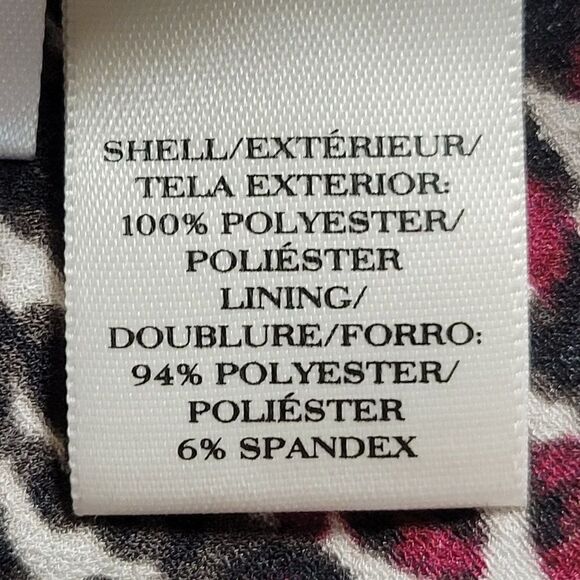 SHELL/EXTÉRIEUR/
TELA EXTERIOR:
100% POLYESTER/
POLIÉSTER
LINING/
DOUBLURE/FORRO:
94% POLYESTER/
POLIÉSTER
6% SPANDEX